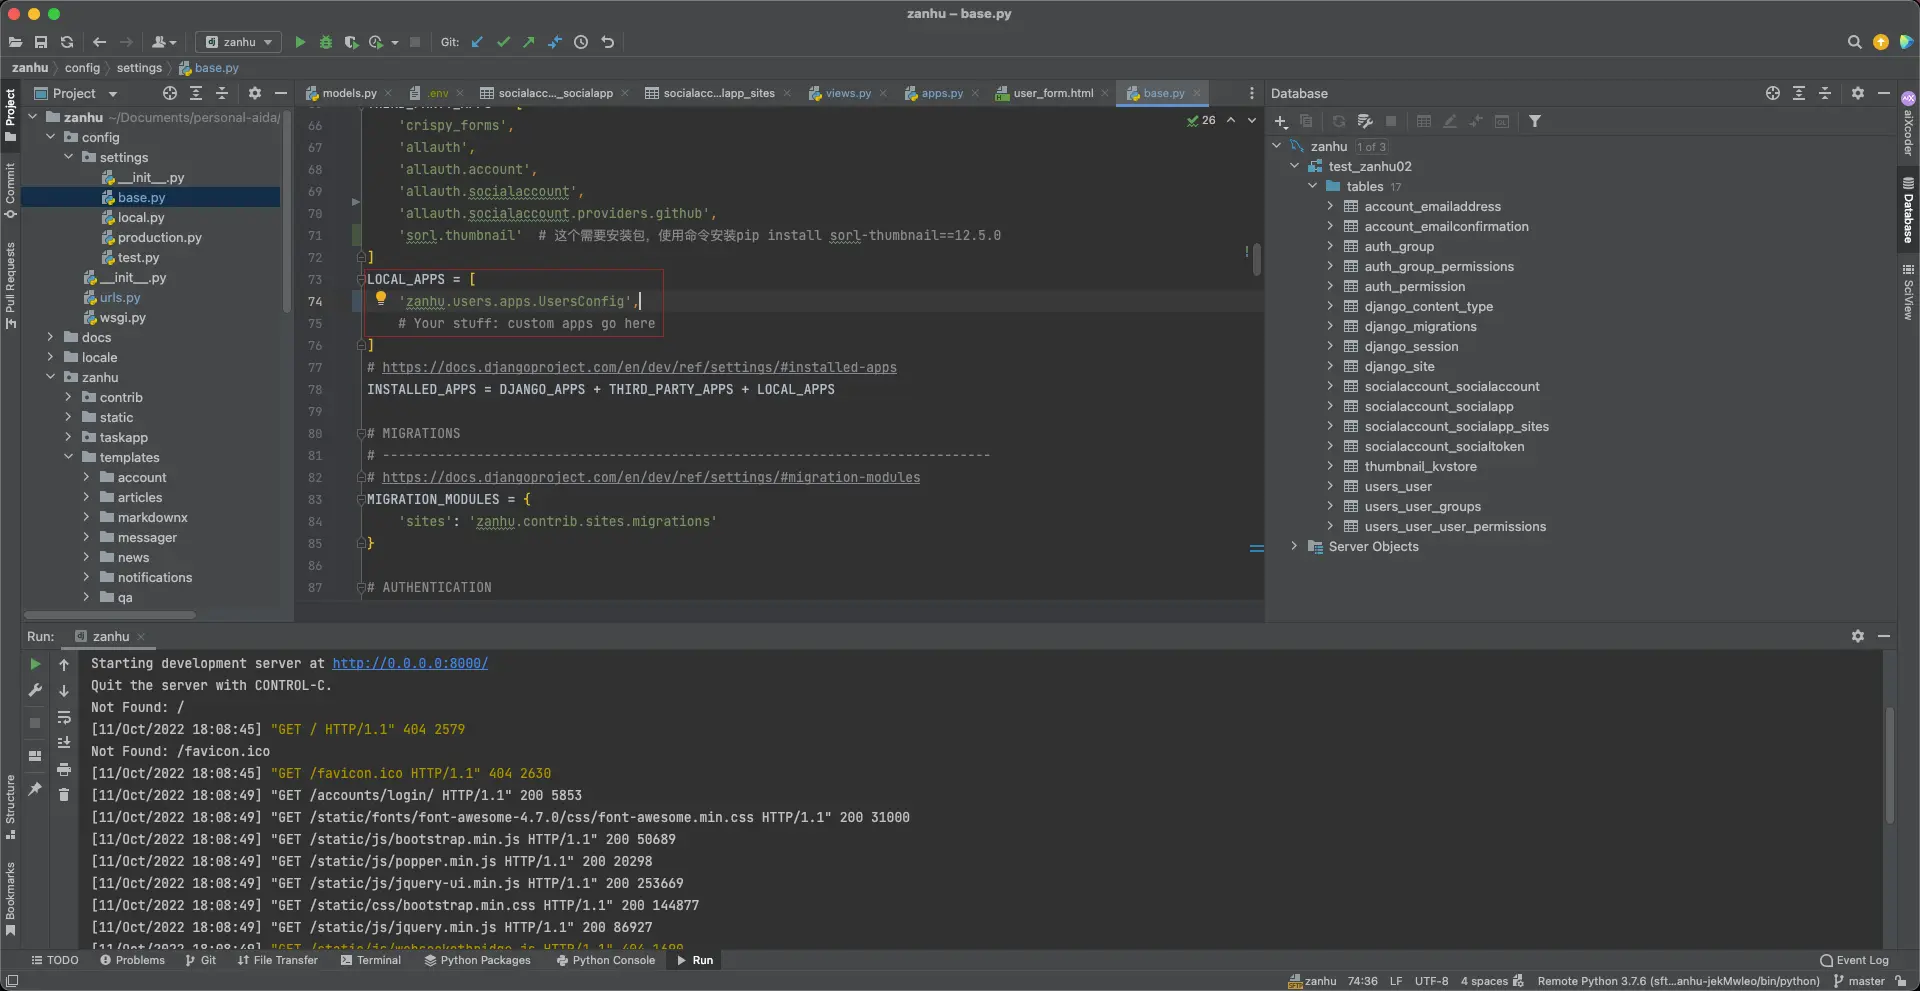 zanhu – base.py
zanhu
Git:
zanhu config settings base.py
Project
models.py .env socialacc..._socialapp socialacc...lapp_sites views.py apps.py user_form.html base.py
Database
Project
Commit
Pull Requests
Structure
Bookmarks
zanhu ~/Documents/personal-aida/
config
settings
__init__.py
base.py
local.py
production.py
test.py
__init__.py
urls.py
wsgi.py
docs
locale
zanhu
contrib
static
taskapp
templates
account
articles
markdownx
messager
news
notifications
qa
26
66 'crispy_forms',
67 'allauth',
68 'allauth.account',
69 'allauth.socialaccount',
70 'allauth.socialaccount.providers.github',
71 'sorl.thumbnail' # 这个需要安装包，使用命令安装pip install sorl-thumbnail==12.5.0
72 ]
73 LOCAL_APPS = [
74 'zanhu.users.apps.UsersConfig',
75 # Your stuff: custom apps go here
76 ]
77 # https://docs.djangoproject.com/en/dev/ref/settings/#installed-apps
78 INSTALLED_APPS = DJANGO_APPS + THIRD_PARTY_APPS + LOCAL_APPS
79
80 # MIGRATIONS
81 # ------------------------------------------------------------------------------
82 # https://docs.djangoproject.com/en/dev/ref/settings/#migration-modules
83 MIGRATION_MODULES = {
84 'sites': 'zanhu.contrib.sites.migrations'
85 }
86
87 # AUTHENTICATION
zanhu 1 of 3
test_zanhu02
tables 17
account_emailaddress
account_emailconfirmation
auth_group
auth_group_permissions
auth_permission
django_content_type
django_migrations
django_session
django_site
socialaccount_socialaccount
socialaccount_socialapp
socialaccount_socialapp_sites
socialaccount_socialtoken
thumbnail_kvstore
users_user
users_user_groups
users_user_user_permissions
Server Objects
aiXcoder
Database
SciView
Run: zanhu
Starting development server at http://0.0.0.0:8000/
Quit the server with CONTROL-C.
Not Found: /
[11/Oct/2022 18:08:45] "GET / HTTP/1.1" 404 2579
Not Found: /favicon.ico
[11/Oct/2022 18:08:45] "GET /favicon.ico HTTP/1.1" 404 2630
[11/Oct/2022 18:08:49] "GET /accounts/login/ HTTP/1.1" 200 5853
[11/Oct/2022 18:08:49] "GET /static/fonts/font-awesome-4.7.0/css/font-awesome.min.css HTTP/1.1" 200 31000
[11/Oct/2022 18:08:49] "GET /static/js/bootstrap.min.js HTTP/1.1" 200 50689
[11/Oct/2022 18:08:49] "GET /static/js/popper.min.js HTTP/1.1" 200 20298
[11/Oct/2022 18:08:49] "GET /static/js/jquery-ui.min.js HTTP/1.1" 200 253669
[11/Oct/2022 18:08:49] "GET /static/css/bootstrap.min.css HTTP/1.1" 200 144877
[11/Oct/2022 18:08:49] "GET /static/js/jquery.min.js HTTP/1.1" 200 86927
TODO Problems Git File Transfer Terminal Python Packages Python Console Run Event Log
zanhu 74:36 LF UTF-8 4 spaces Remote Python 3.7.6 (sft...anhu-jekMwleo/bin/python) master